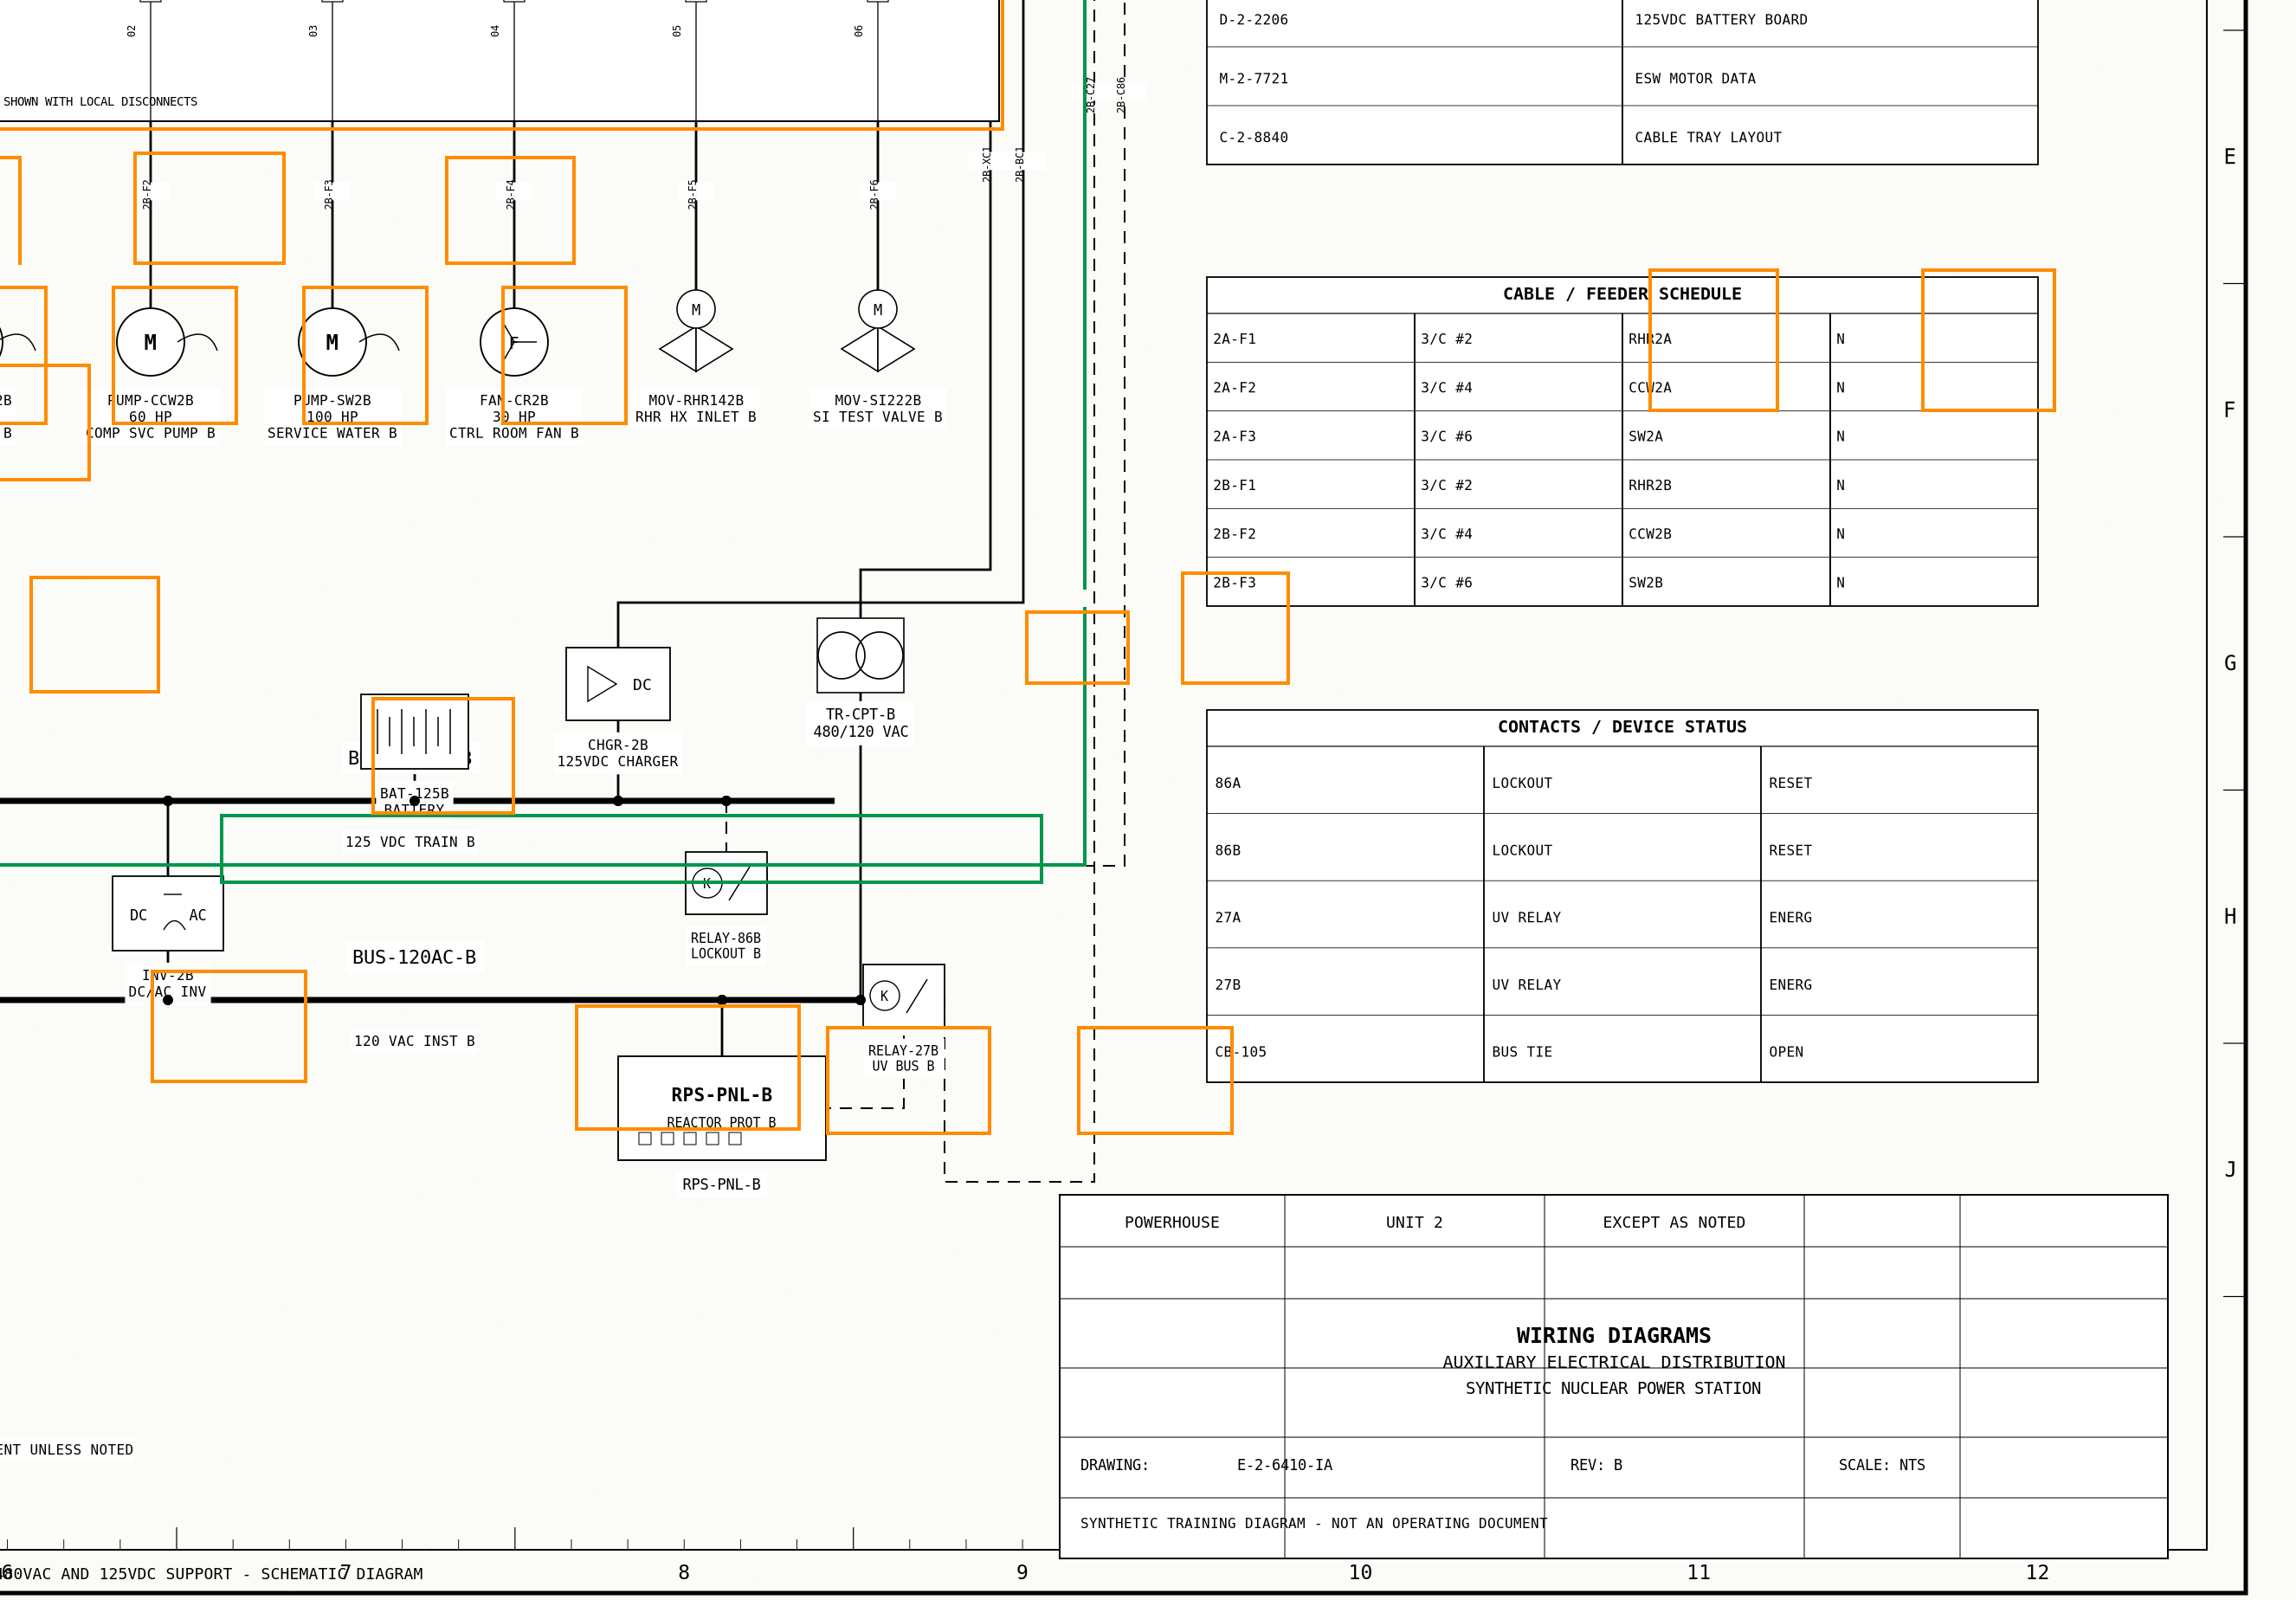 02
03
04
05
06
SHOWN WITH LOCAL DISCONNECTS
2B-F2
2B-F3
2B-F4
2B-F5
2B-F6
2B-XC1
2B-BC1
2B-C27
2B-C86
D-2-2206 125VDC BATTERY BOARD
M-2-7721 ESW MOTOR DATA
C-2-8840 CABLE TRAY LAYOUT
E
M
M
F
M
M
2B
B
PUMP-CCW2B
60 HP
COMP SVC PUMP B
PUMP-SW2B
100 HP
SERVICE WATER B
FAN-CR2B
30 HP
CTRL ROOM FAN B
MOV-RHR142B
RHR HX INLET B
MOV-SI222B
SI TEST VALVE B
CABLE / FEEDER SCHEDULE
2A-F1 3/C #2 RHR2A N
2A-F2 3/C #4 CCW2A N
2A-F3 3/C #6 SW2A N
2B-F1 3/C #2 RHR2B N
2B-F2 3/C #4 CCW2B N
2B-F3 3/C #6 SW2B N
F
G
DC
CHGR-2B
125VDC CHARGER
TR-CPT-B
480/120 VAC
BAT-125B
BATTERY
125 VDC TRAIN B
DC AC
INV-2B
DC/AC INV
K
RELAY-86B
LOCKOUT B
BUS-120AC-B
120 VAC INST B
K
RELAY-27B
UV BUS B
RPS-PNL-B
REACTOR PROT B
RPS-PNL-B
CONTACTS / DEVICE STATUS
86A LOCKOUT RESET
86B LOCKOUT RESET
27A UV RELAY ENERG
27B UV RELAY ENERG
CB-105 BUS TIE OPEN
H
J
POWERHOUSE UNIT 2 EXCEPT AS NOTED
WIRING DIAGRAMS
AUXILIARY ELECTRICAL DISTRIBUTION
SYNTHETIC NUCLEAR POWER STATION
DRAWING: E-2-6410-IA REV: B SCALE: NTS
SYNTHETIC TRAINING DIAGRAM - NOT AN OPERATING DOCUMENT
ENT UNLESS NOTED
AND 125VDC SUPPORT - SCHEMATIC DIAGRAM
6 7 8 9 10 11 12